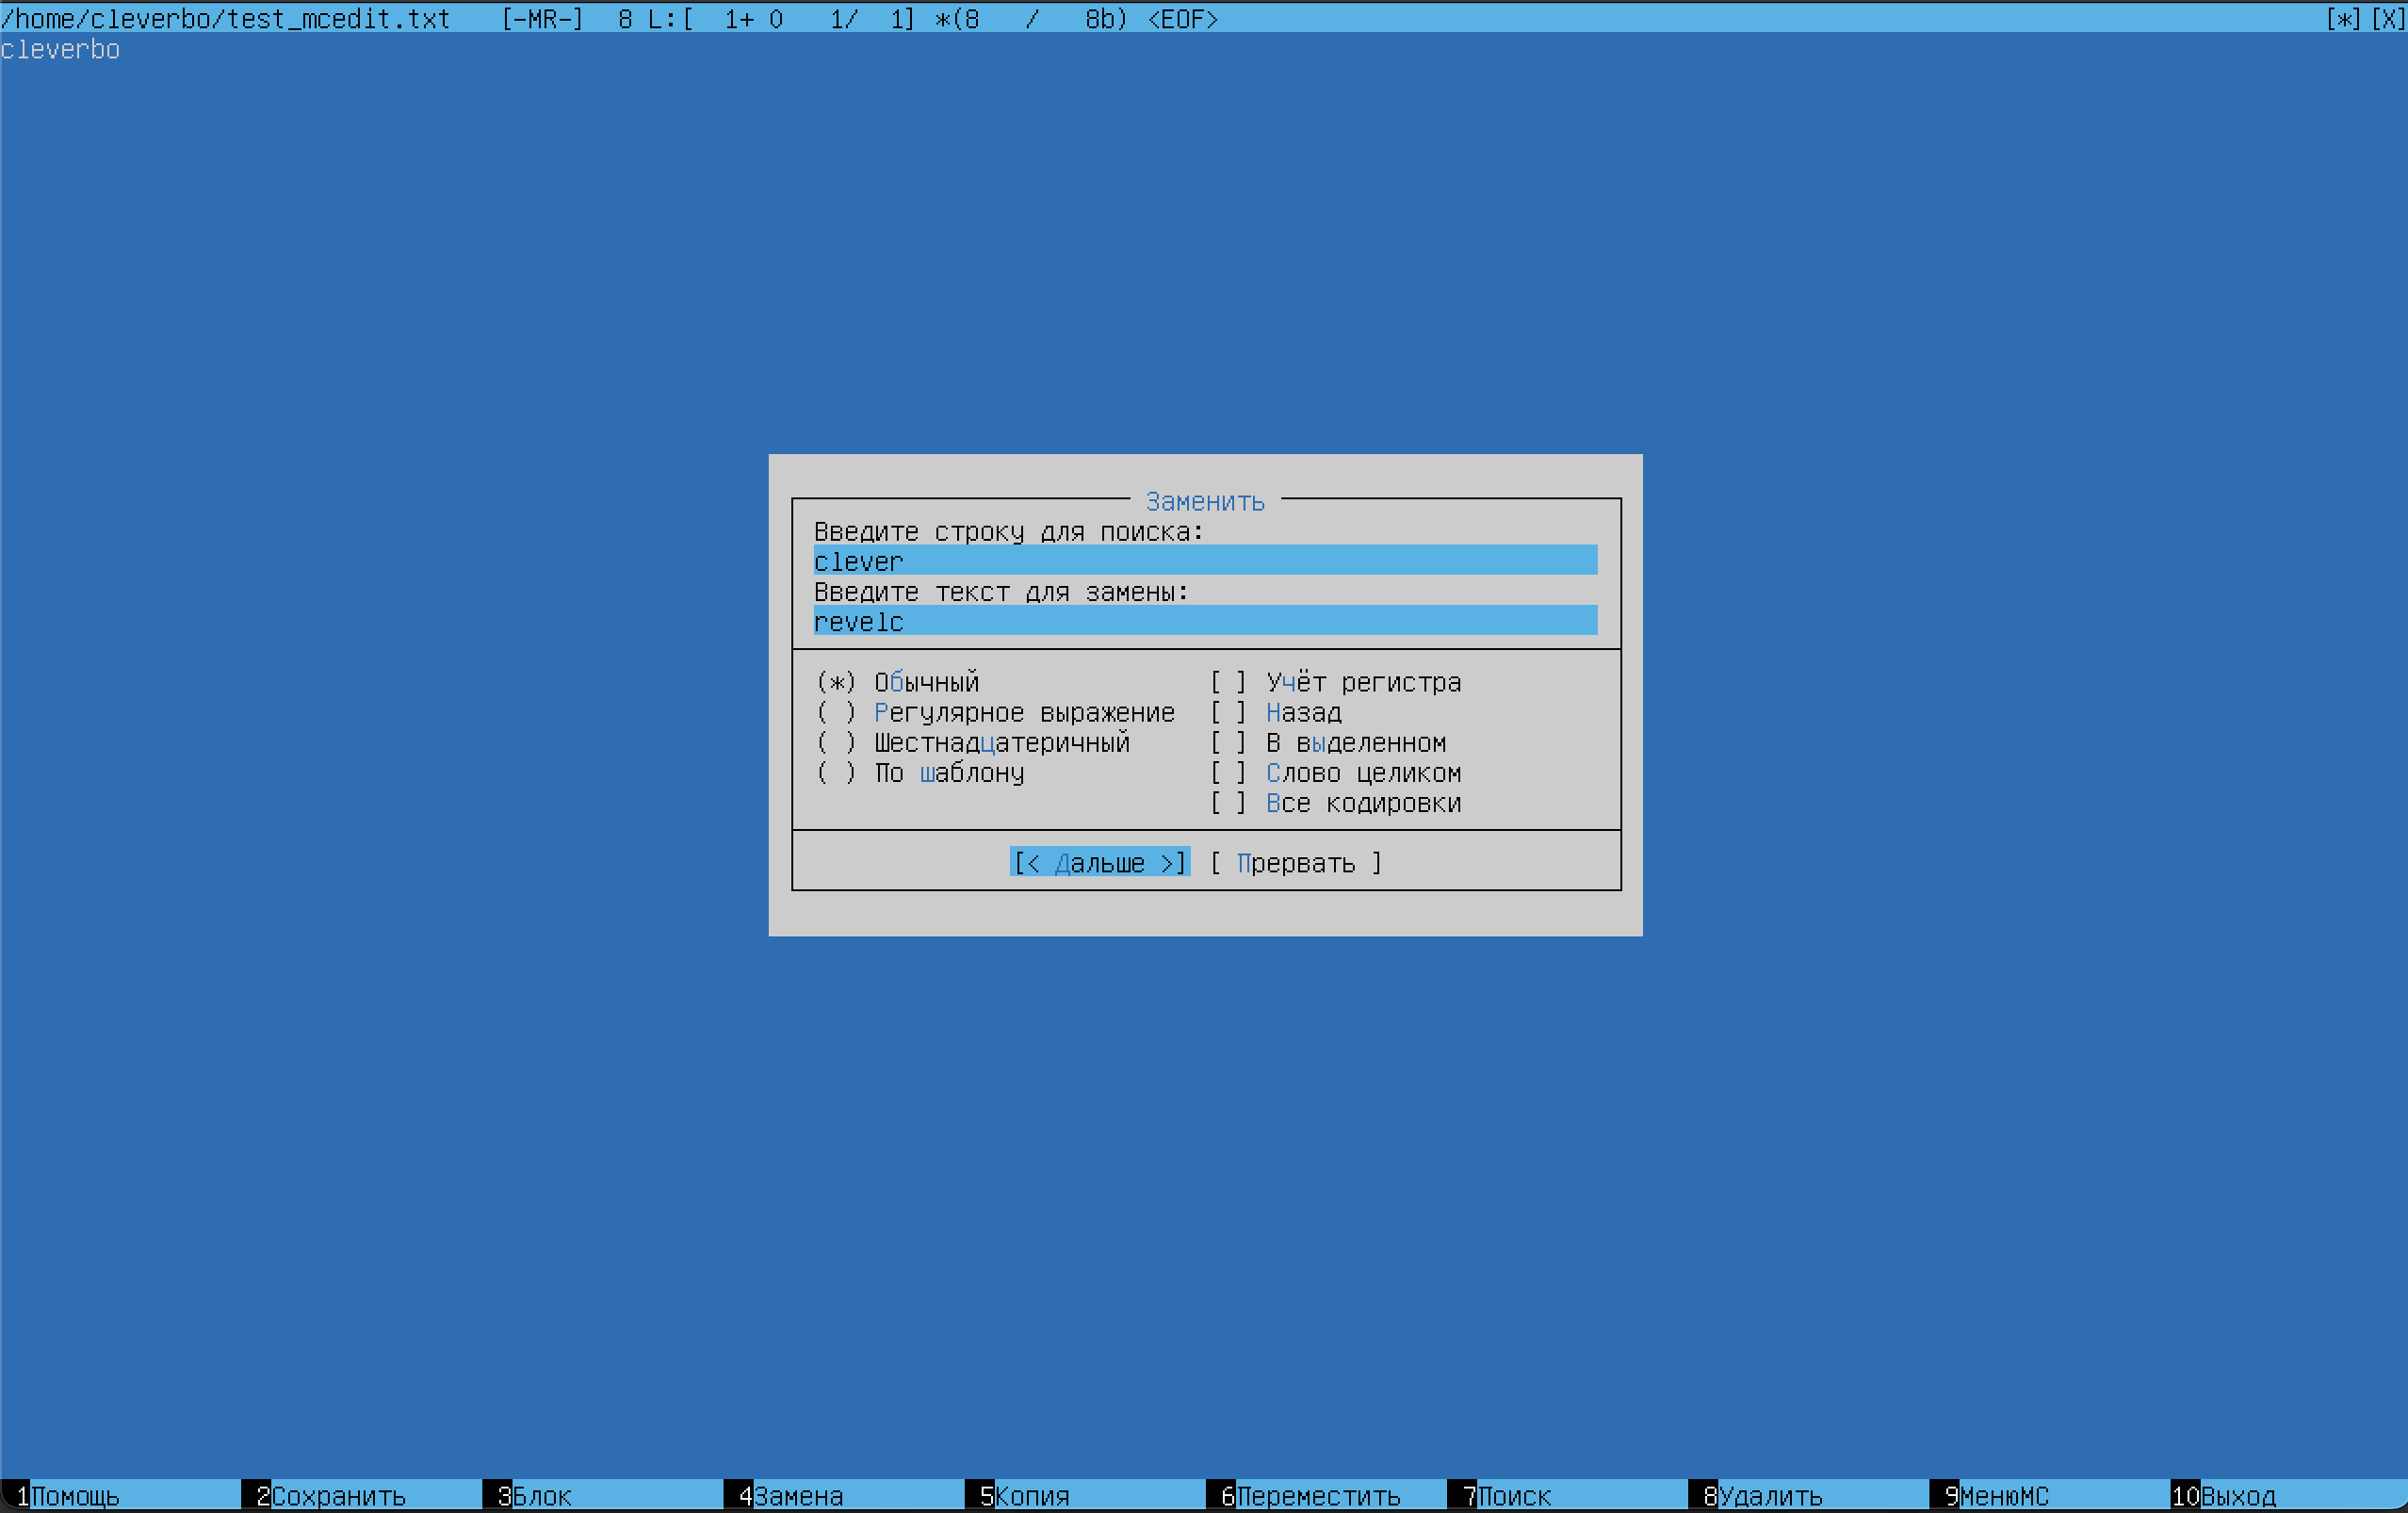 /home/cleverbo/test_mcedit.txt [-MR-] 8 L:[ 1+ 0 1/ 1] *(8 / 8b) <EOF> [*][X]
cleverbo
Заменить
Введите строку для поиска:
clever
Введите текст для замены:
revelc
(*) Обычный [ ] Учёт регистра
( ) Регулярное выражение [ ] Назад
( ) Шестнадцатеричный [ ] В выделенном
( ) По шаблону [ ] Слово целиком
[ ] Все кодировки
[< Дальше >] [ Прервать ]
1Помощь 2Сохранить 3Блок 4Замена 5Копия 6Переместить 7Поиск 8Удалить 9МенюMC 10Выход